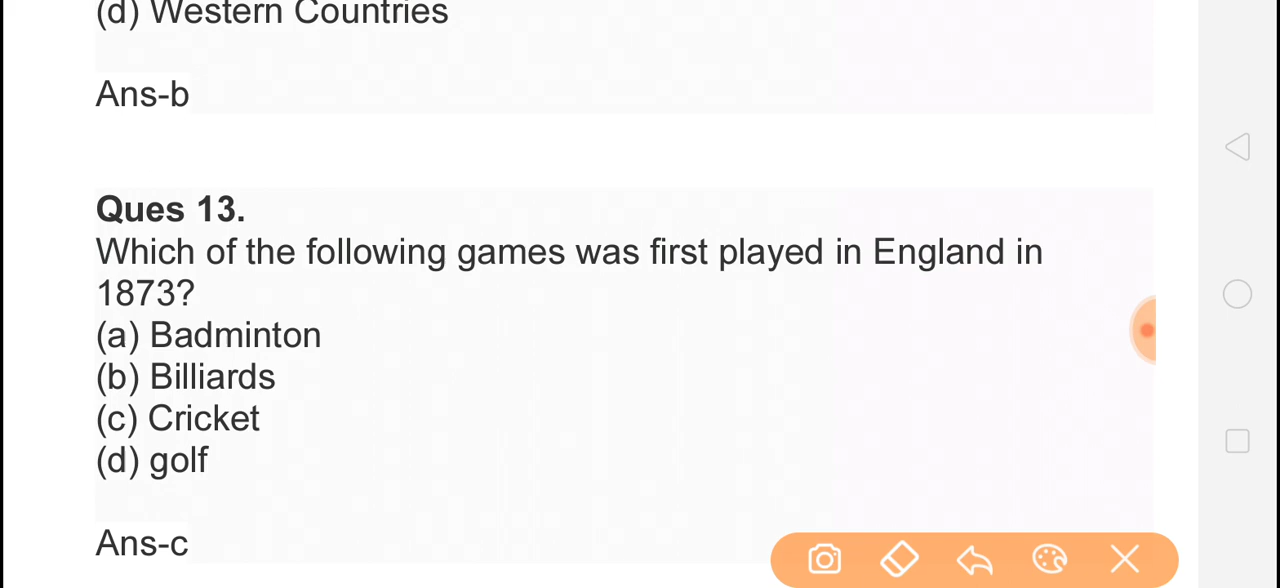 (d) Western Countries
Ans-b
Ques 13.
Which of the following games was first played in England in
1873?
(a) Badminton
(b) Billiards
(c) Cricket
(d) golf
Ans-c